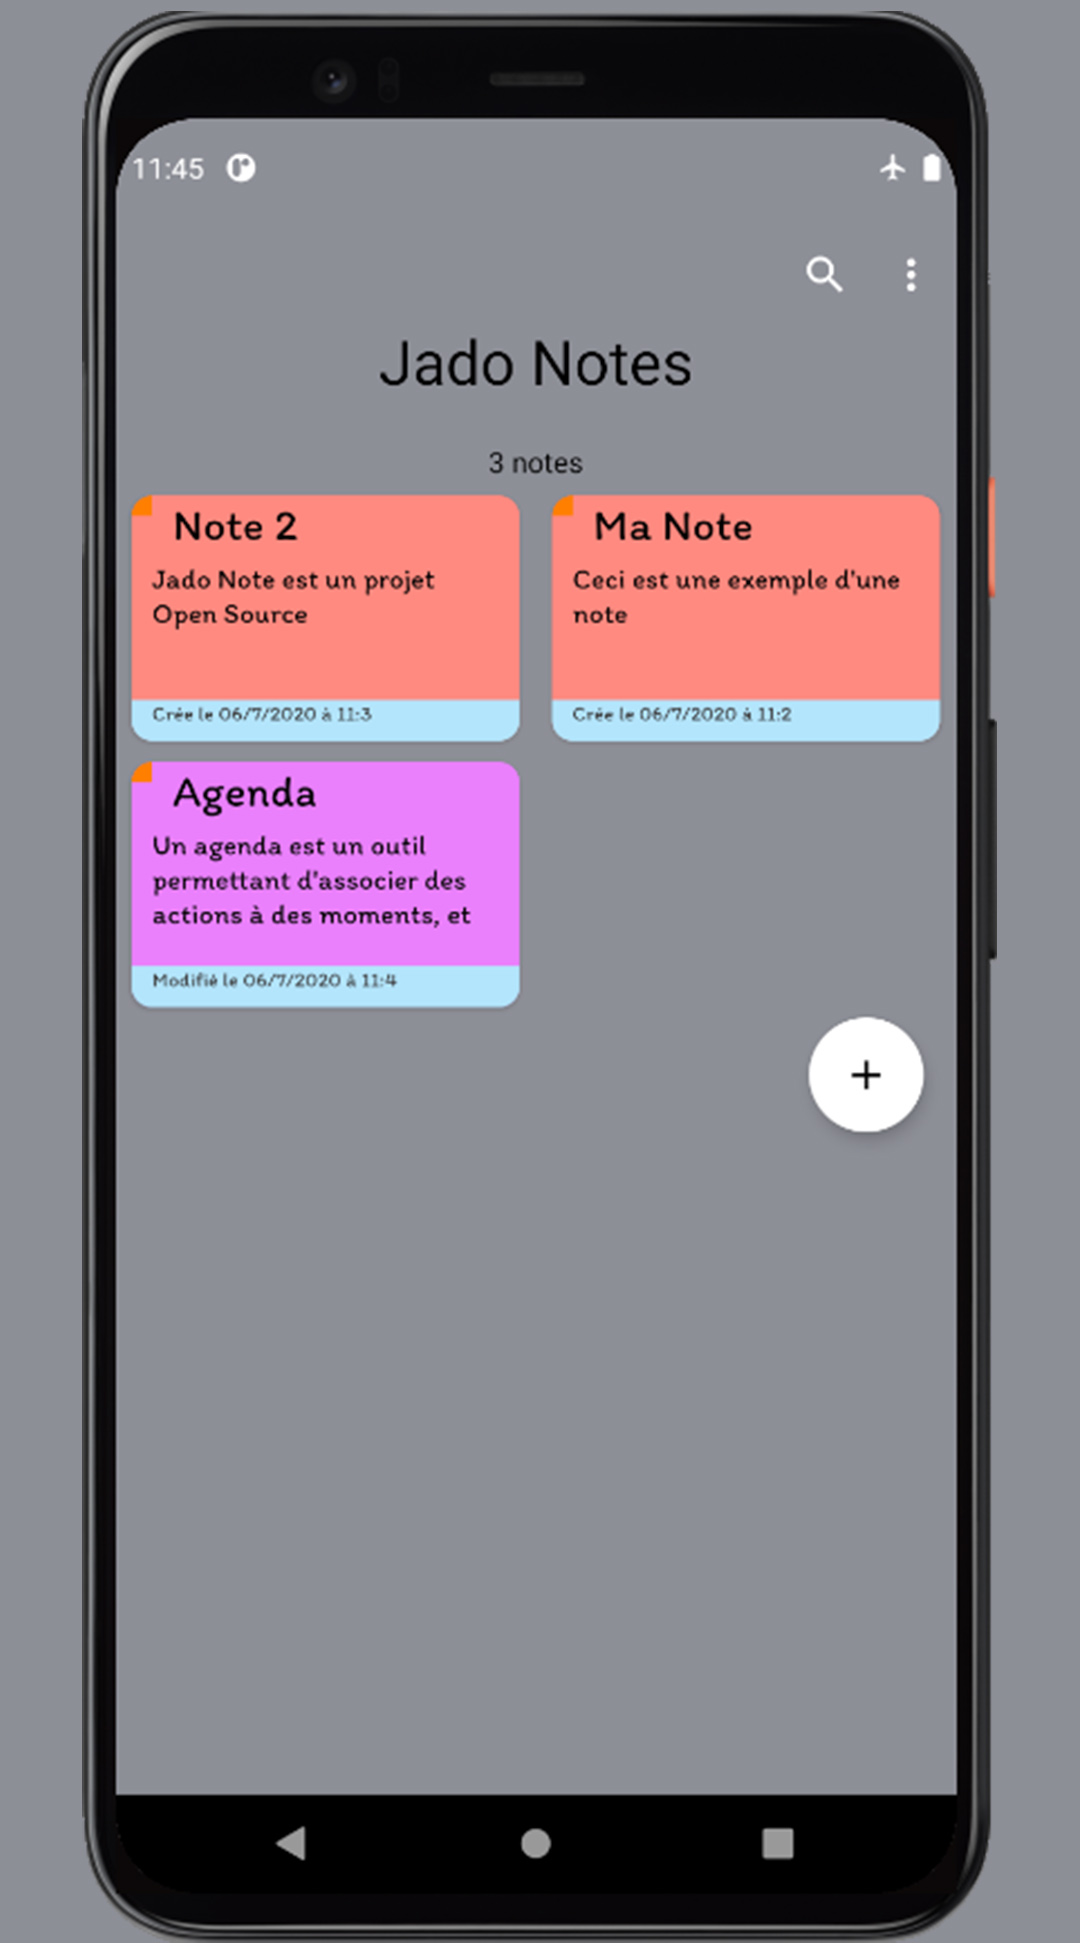 11:45
Jado Notes
3 notes
Note 2
Jado Note est un projet
Open Source
Crée le 06/7/2020 à 11:3
Ma Note
Ceci est une exemple d'une
note
Crée le 06/7/2020 à 11:2
Agenda
Un agenda est un outil
permettant d'associer des
actions à des moments, et
Modifié le 06/7/2020 à 11:4